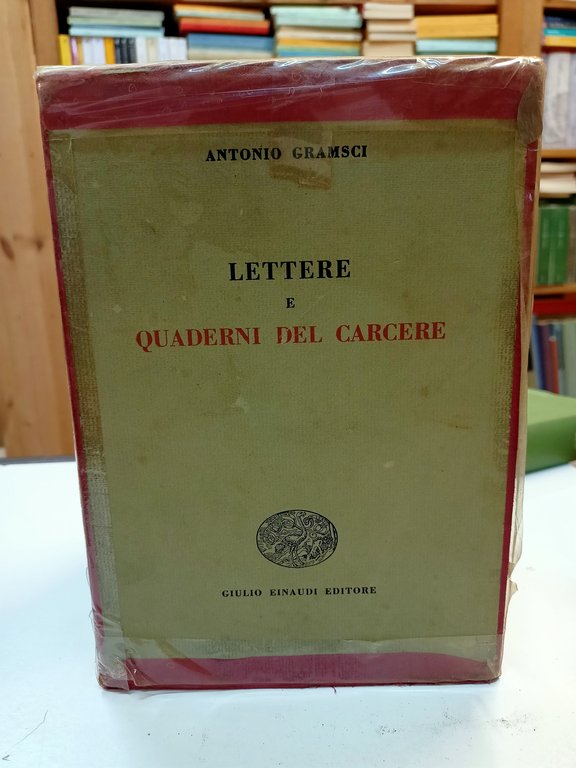 ANTONIO GRAMSCI
LETTERE
E
QUADERNI DEL CARCERE
GIULIO EINAUDI EDITORE